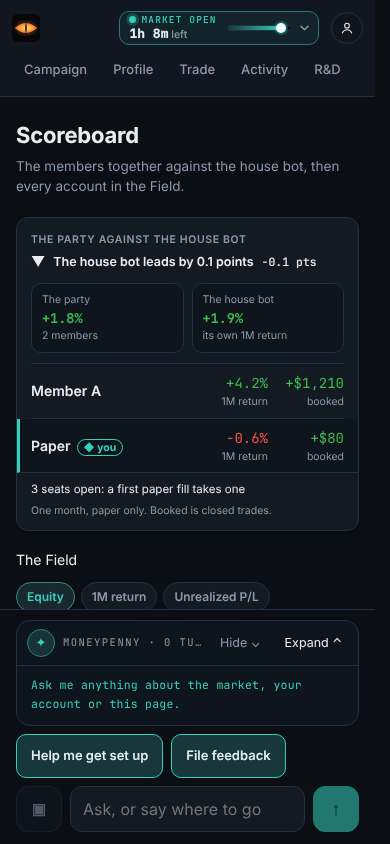 MARKET OPEN
1h 8m left
Campaign Profile Trade Activity R&D
Scoreboard
The members together against the house bot, then
every account in the Field.
THE PARTY AGAINST THE HOUSE BOT
▼ The house bot leads by 0.1 points -0.1 pts
The party
+1.8%
2 members
The house bot
+1.9%
its own 1M return
Member A
+4.2%
1M return
+$1,210
booked
Paper ◆ you
-0.6%
1M return
+$80
booked
3 seats open: a first paper fill takes one
One month, paper only. Booked is closed trades.
The Field
Equity 1M return Unrealized P/L
MONEYPENNY · 0 TU… Hide Expand
Ask me anything about the market, your
account or this page.
Help me get set up File feedback
Ask, or say where to go